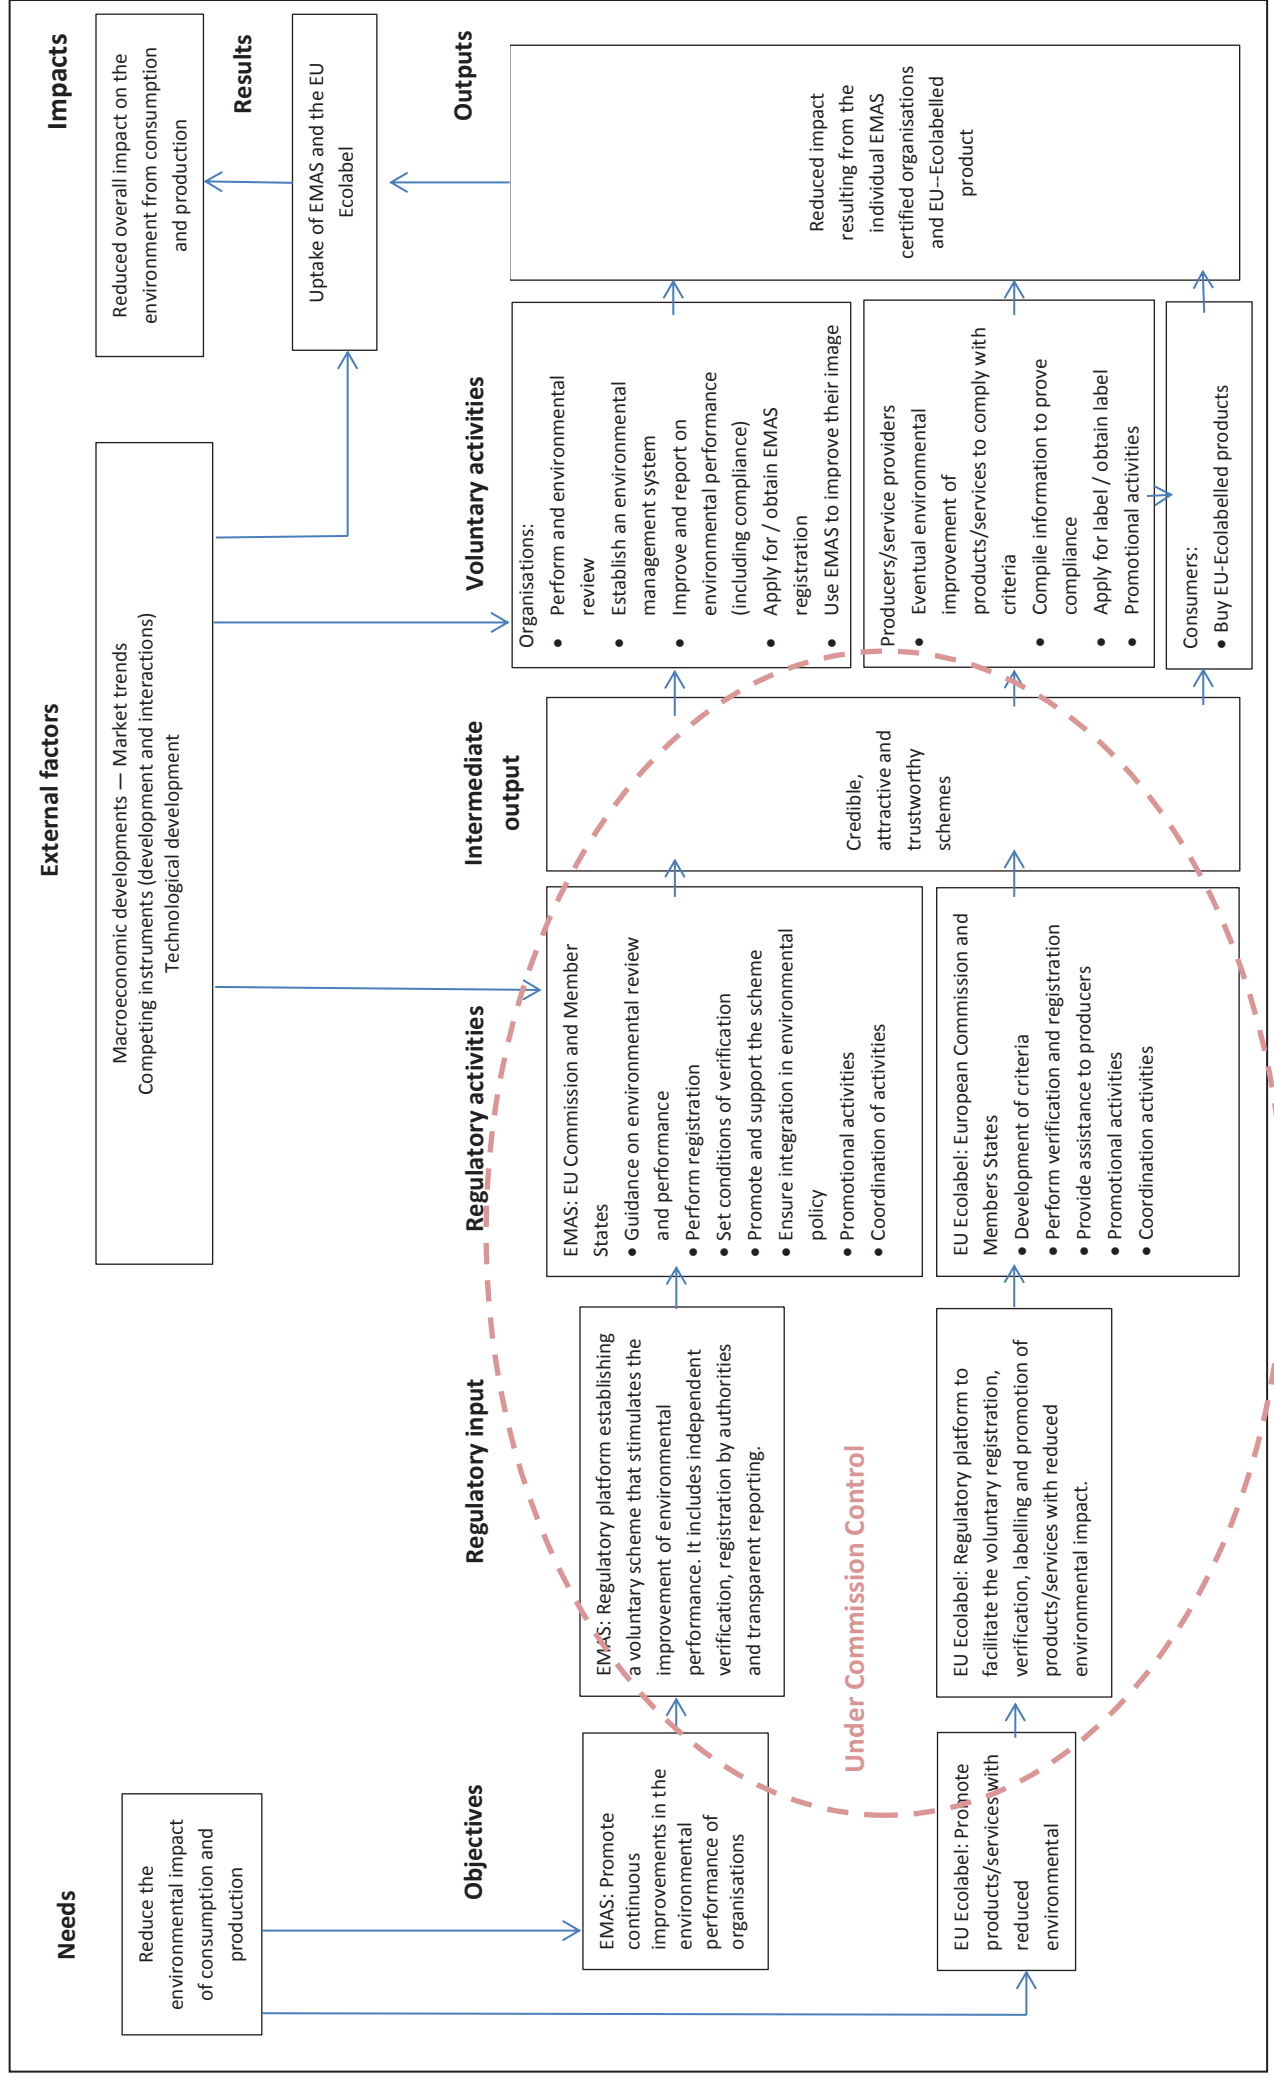 Needs
Reduce the
environmental impact
of consumption and
production
External factors
Macroeconomic developments — Market trends
Competing instruments (development and interactions)
Technological development
Impacts
Reduced overall impact on the
environment from consumption
and production
Results
Uptake of EMAS and the EU
Ecolabel
Objectives
EMAS: Promote
continuous
improvements in the
environmental
performance of
organisations
EU Ecolabel: Promote
products/services with
reduced
environmental
Regulatory input
EMAS: Regulatory platform establishing
a voluntary scheme that stimulates the
improvement of environmental
performance. It includes independent
verification, registration by authorities
and transparent reporting.
Under Commission Control
EU Ecolabel: Regulatory platform to
facilitate the voluntary registration,
verification, labelling and promotion of
products/services with reduced
environmental impact.
Regulatory activities
EMAS: EU Commission and Member
States
• Guidance on environmental review
and performance
• Perform registration
• Set conditions of verification
• Promote and support the scheme
• Ensure integration in environmental
policy
• Promotional activities
• Coordination of activities
EU Ecolabel: European Commission and
Members States
• Development of criteria
• Perform verification and registration
• Provide assistance to producers
• Promotional activities
• Coordination activities
Intermediate
output
Credible,
attractive and
trustworthy
schemes
Voluntary activities
Organisations:
• Perform and environmental
review
• Establish an environmental
management system
• Improve and report on
environmental performance
(including compliance)
• Apply for / obtain EMAS
registration
• Use EMAS to improve their image
Producers/service providers
• Eventual environmental
improvement of
products/services to comply with
criteria
• Compile information to prove
compliance
• Apply for label / obtain label
• Promotional activities
Consumers:
• Buy EU-Ecolabelled products
Outputs
Reduced impact
resulting from the
individual EMAS
certified organisations
and EU--Ecolabelled
product